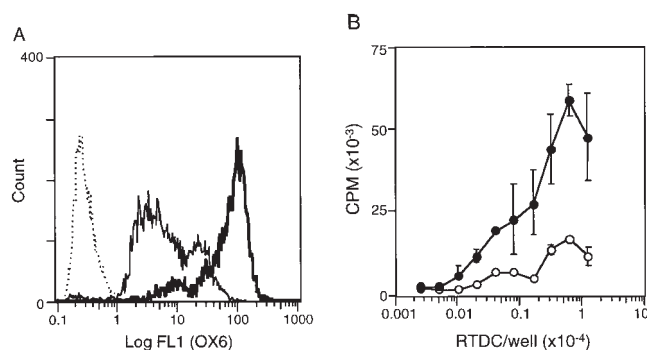 A
400
Count
0
0.1 1 10 100 1000
Log FL1 (OX6)
B
75
50
25
0
CPM (x10-3)
0.001 0.01 0.1 1 10
RTDC/well (x10-4)